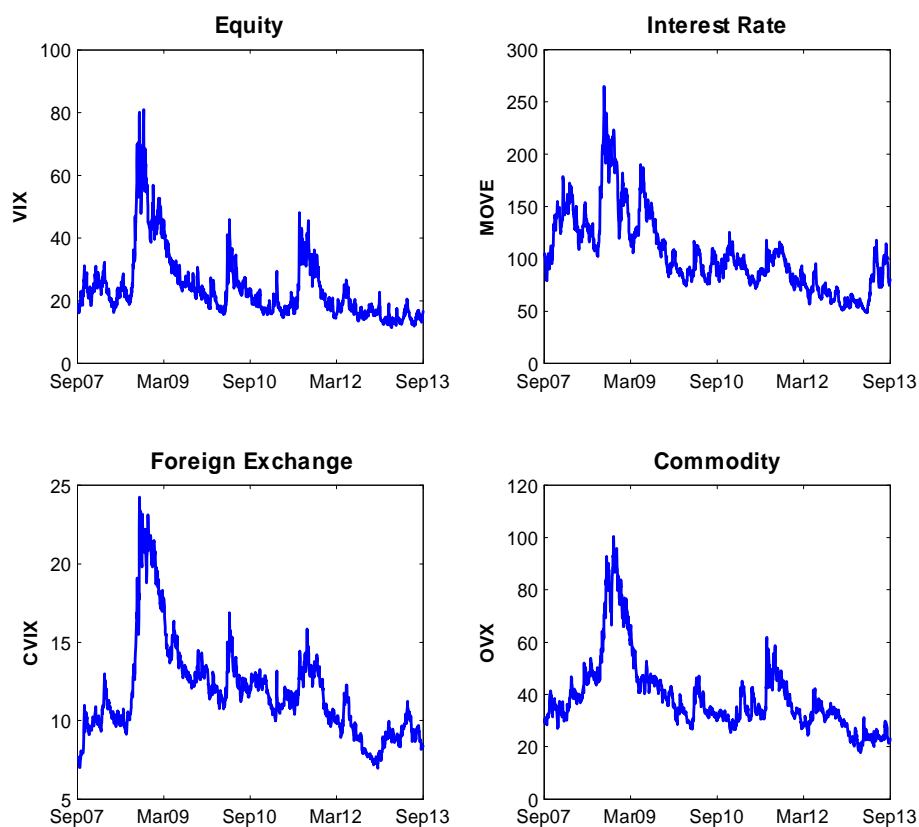 Equity
100
80
60
40
20
0
VIX
Sep07 Mar09 Sep10 Mar12 Sep13
Interest Rate
300
250
200
150
100
50
0
MOVE
Sep07 Mar09 Sep10 Mar12 Sep13
Foreign Exchange
25
20
15
10
5
CVIX
Sep07 Mar09 Sep10 Mar12 Sep13
Commodity
120
100
80
60
40
20
0
OVX
Sep07 Mar09 Sep10 Mar12 Sep13